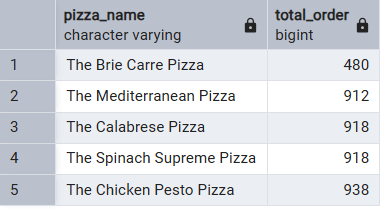 pizza_name total_order
character varying bigint
1 The Brie Carre Pizza 480
2 The Mediterranean Pizza 912
3 The Calabrese Pizza 918
4 The Spinach Supreme Pizza 918
5 The Chicken Pesto Pizza 938